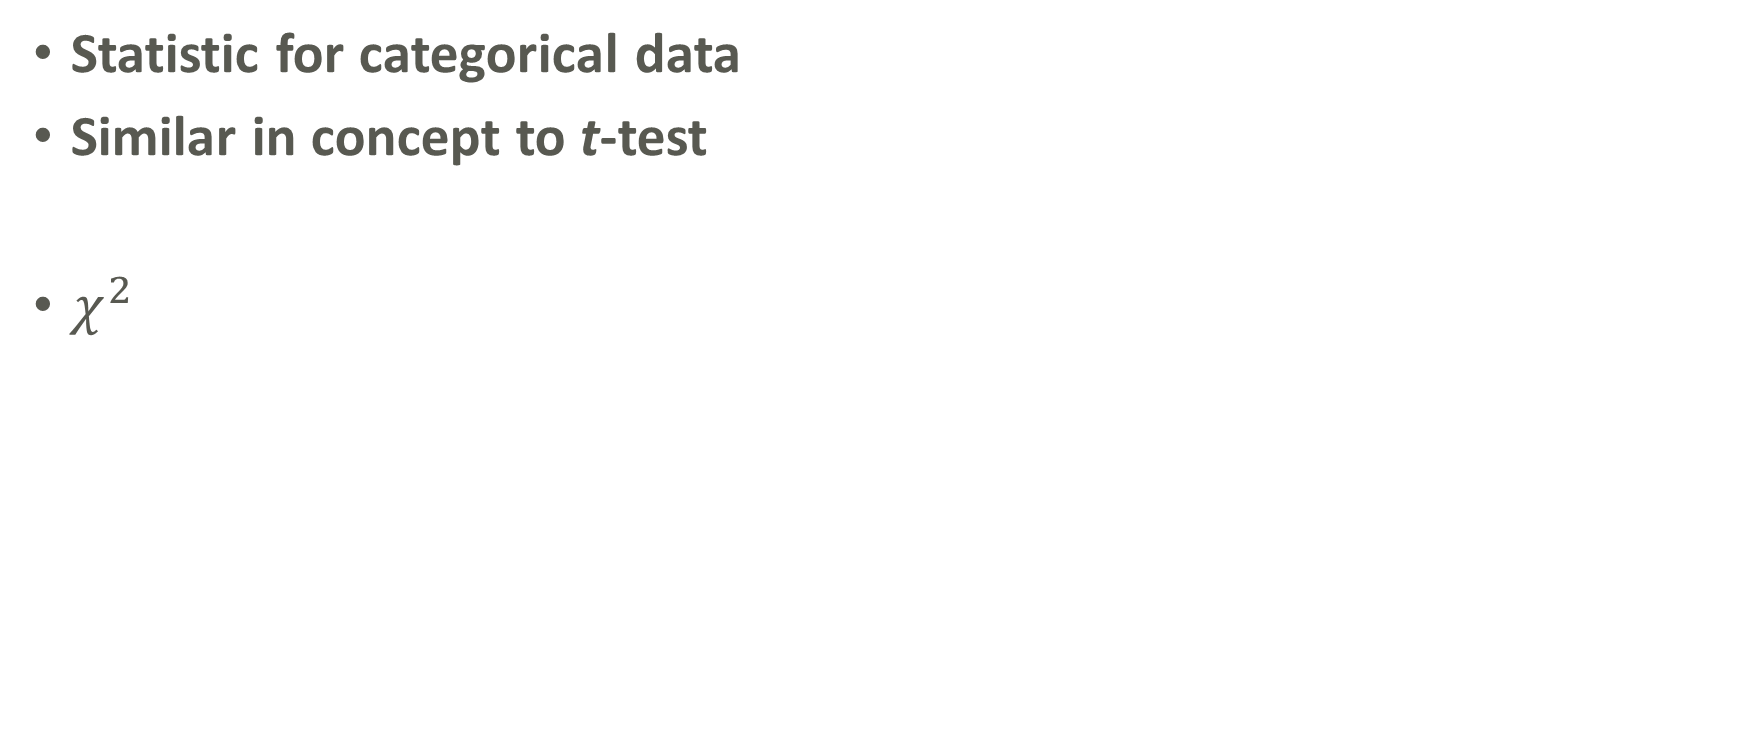 • Statistic for categorical data
• Similar in concept to t-test
• χ²